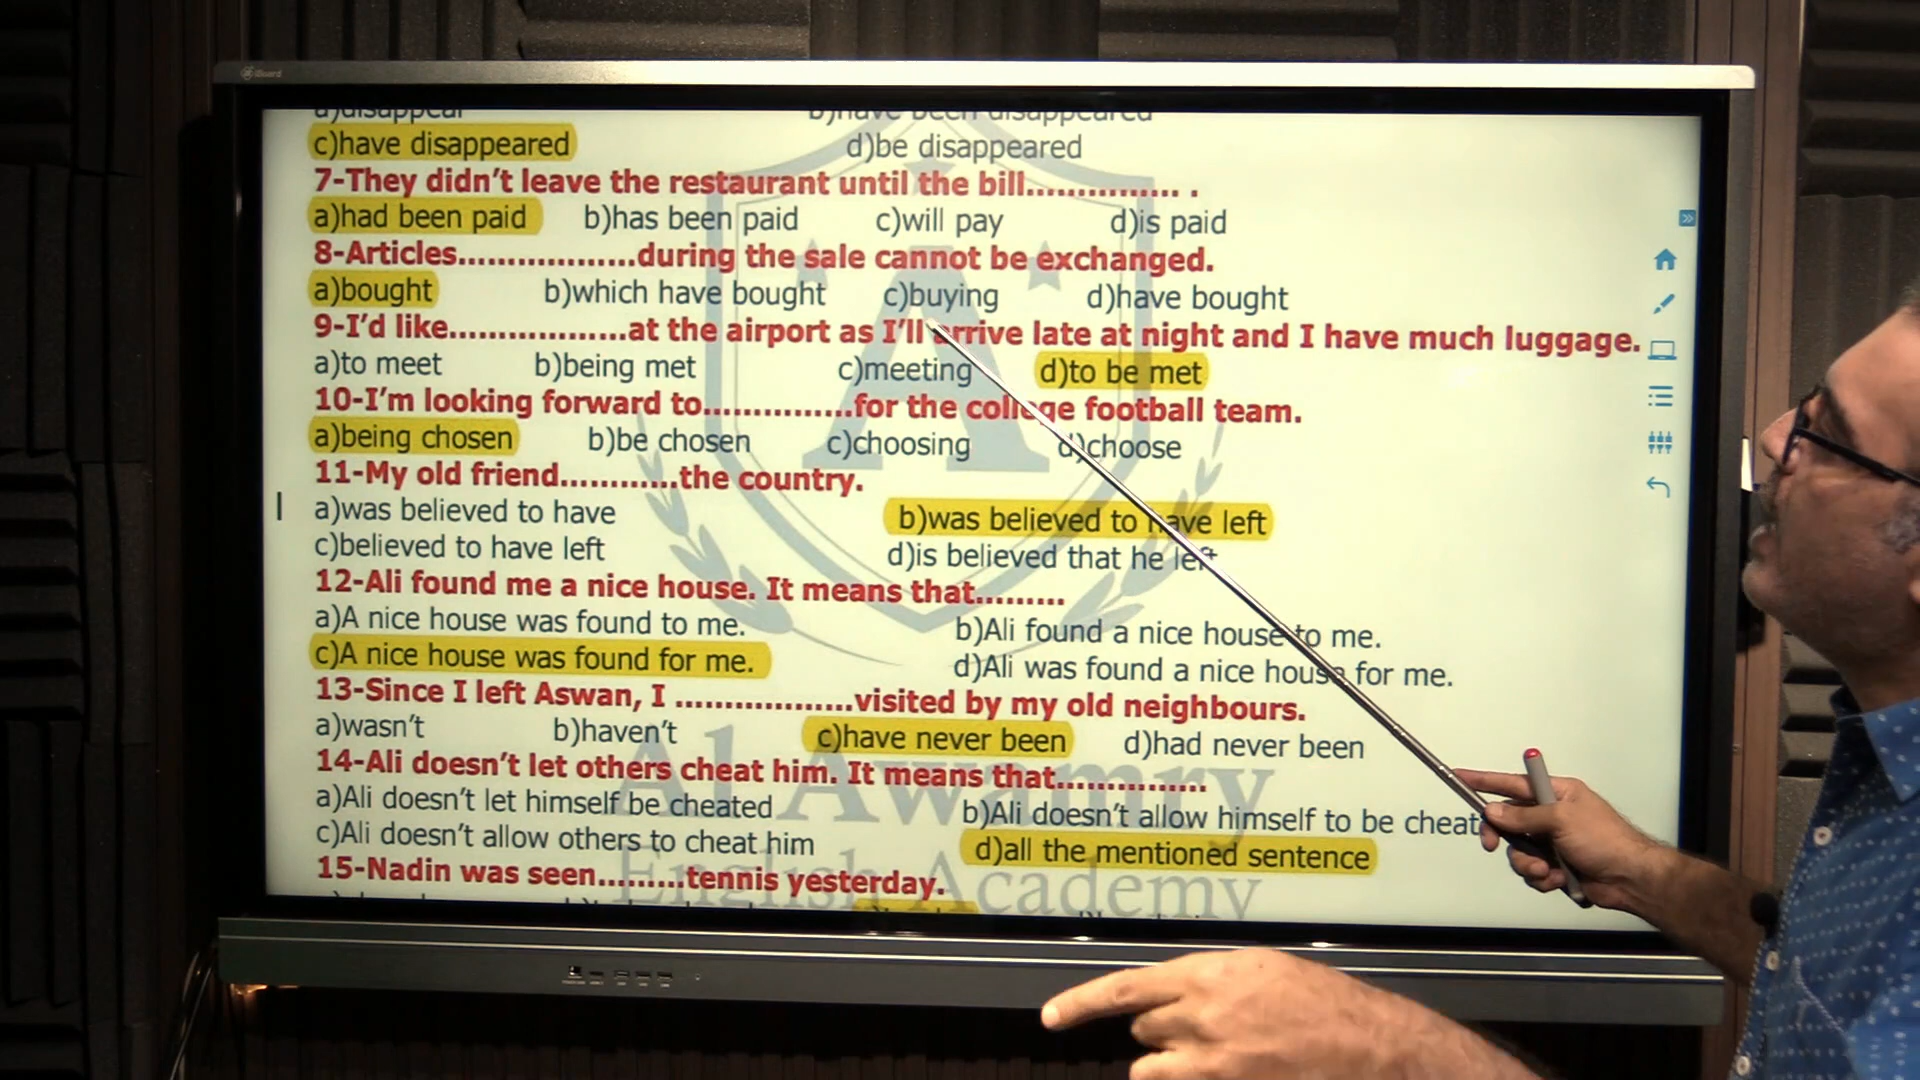 a)disappear b)have been disappeared
c)have disappeared d)be disappeared
7-They didn't leave the restaurant until the bill............... .
a)had been paid b)has been paid c)will pay d)is paid
8-Articles..................during the sale cannot be exchanged.
a)bought b)which have bought c)buying d)have bought
9-I'd like..................at the airport as I'll arrive late at night and I have much luggage.
a)to meet b)being met c)meeting d)to be met
10-I'm looking forward to...............for the college football team.
a)being chosen b)be chosen c)choosing d)choose
11-My old friend............the country.
a)was believed to have b)was believed to have left
c)believed to have left d)is believed that he left
12-Ali found me a nice house. It means that.........
a)A nice house was found to me. b)Ali found a nice house to me.
c)A nice house was found for me. d)Ali was found a nice house for me.
13-Since I left Aswan, I ..................visited by my old neighbours.
a)wasn't b)haven't c)have never been d)had never been
14-Ali doesn't let others cheat him. It means that...............
a)Ali doesn't let himself be cheated b)Ali doesn't allow himself to be cheat
c)Ali doesn't allow others to cheat him d)all the mentioned sentence
15-Nadin was seen.........tennis yesterday.
A
Al Awamry
English Academy